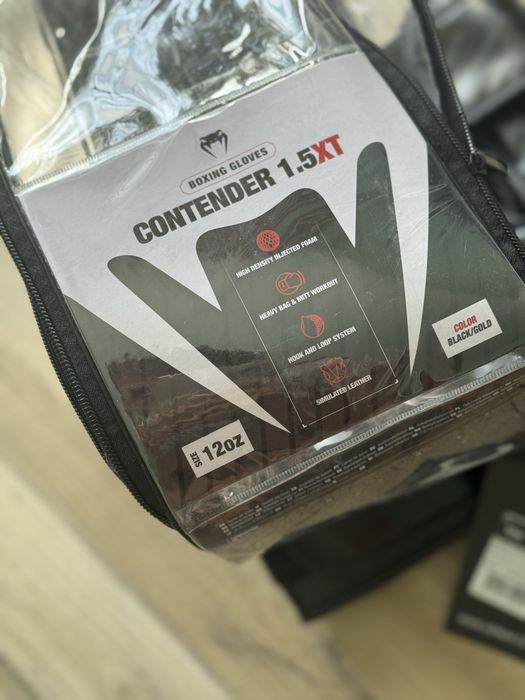 BOXING GLOVES
CONTENDER 1.5XT
HIGH DENSITY INJECTED FOAM
HEAVY BAG & MITT WORKOUT
HOOK AND LOOP SYSTEM
SIMULATED LEATHER
COLOR
BLACK/GOLD
SIZE 12oz